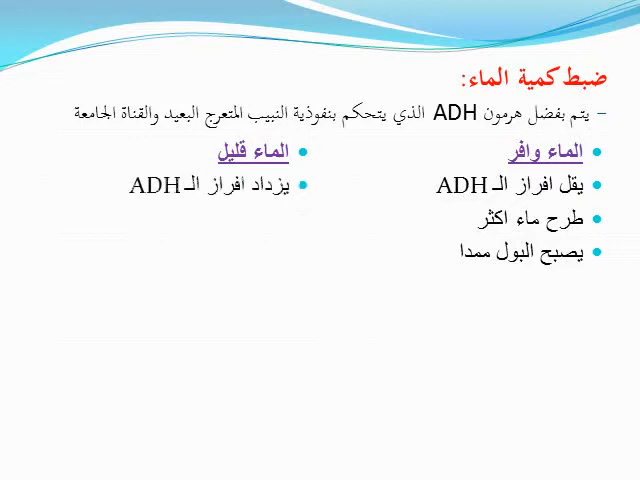 ضبط كمية الماء:
– يتم بفضل هرمون ADH الذي يتحكم بنفوذية النبيب المتعرج البعيد والقناة الجامعة
• الماء وافر
• يقل افراز الـ ADH
• طرح ماء اكثر
• يصبح البول ممدا
• الماء قليل
• يزداد افراز الـ ADH